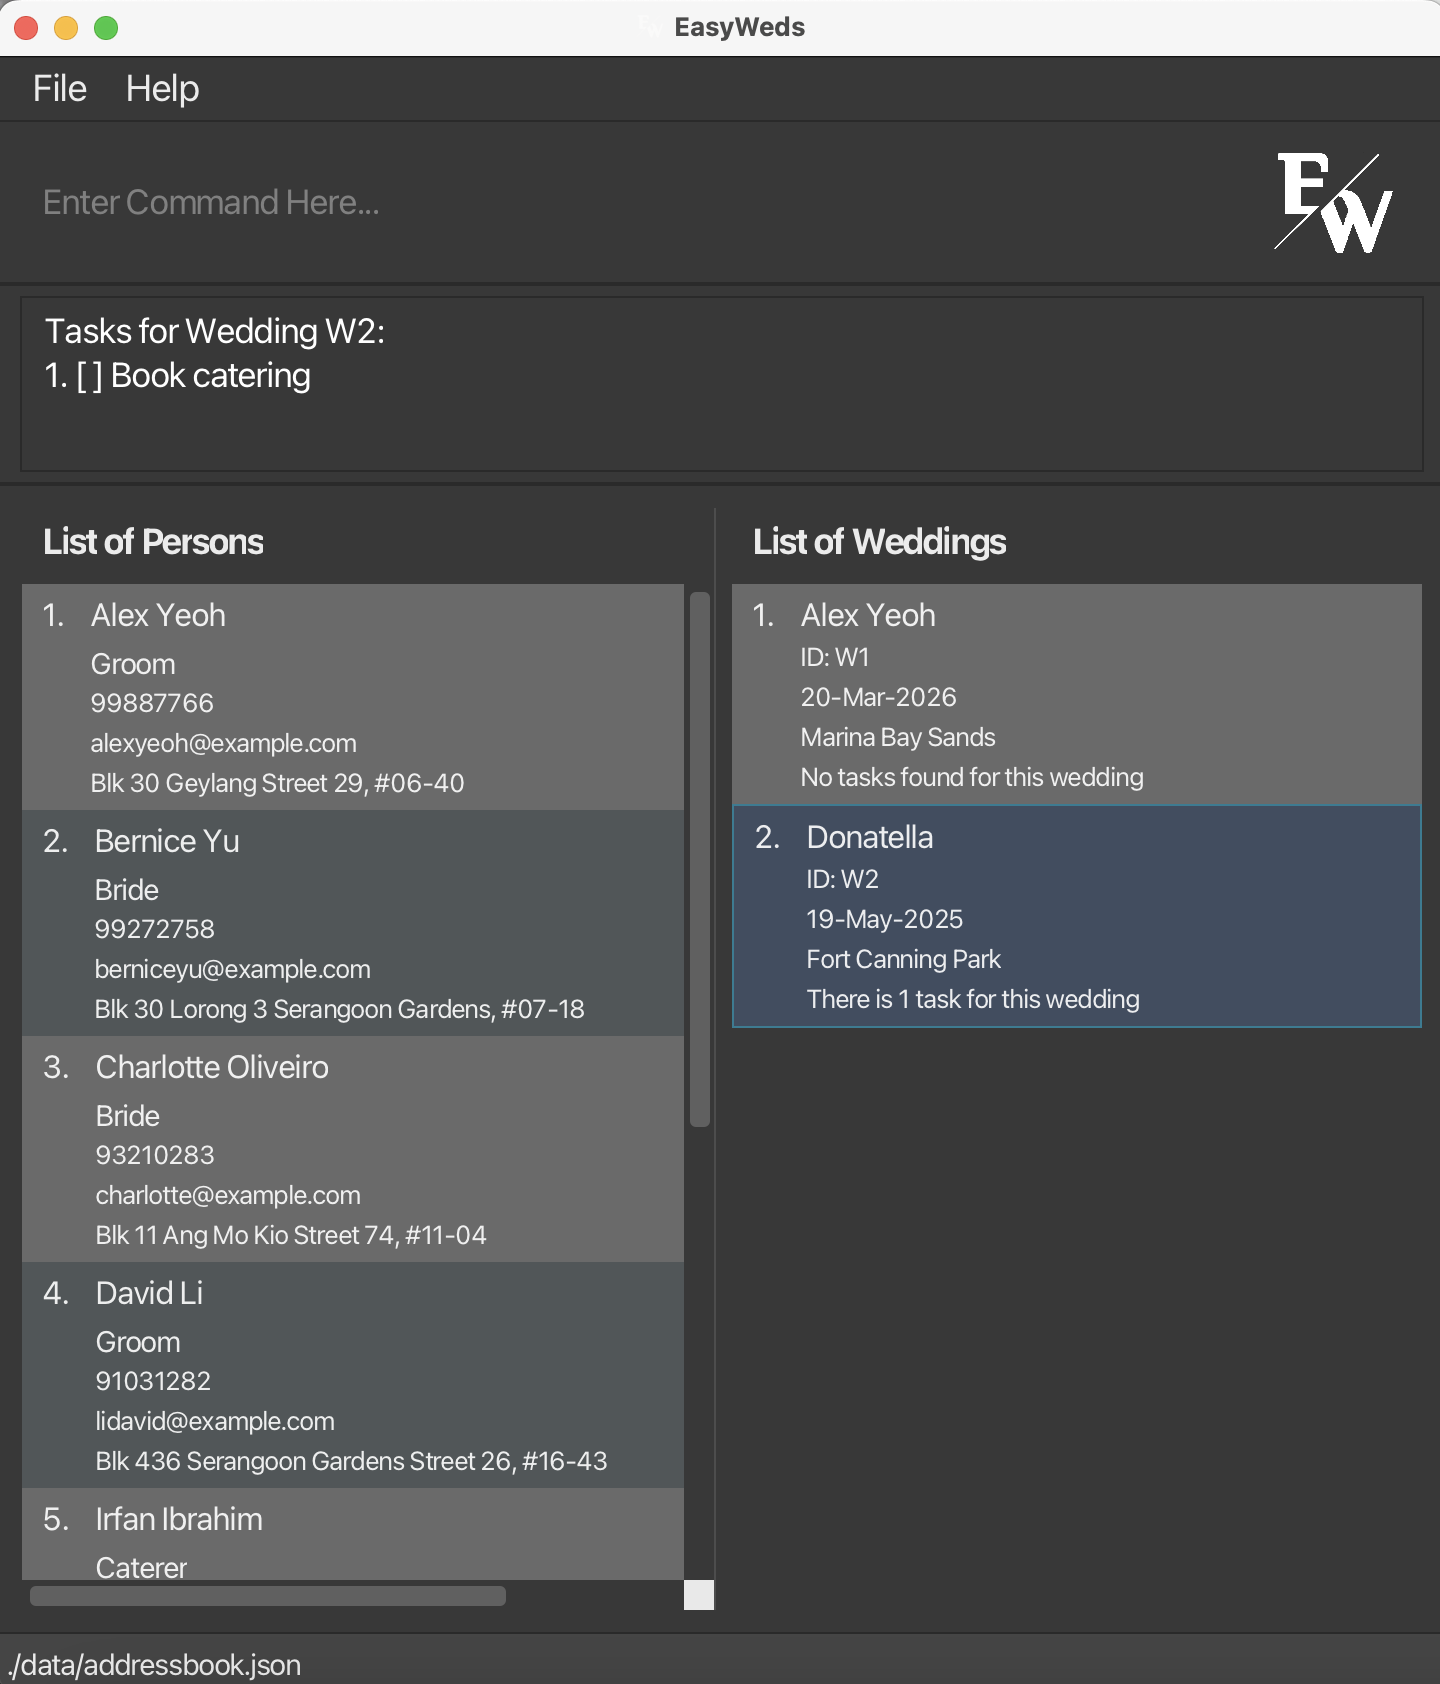 EasyWeds
File Help
Enter Command Here...
EW
Tasks for Wedding W2:
1. [ ] Book catering
List of Persons
1. Alex Yeoh
Groom
99887766
alexyeoh@example.com
Blk 30 Geylang Street 29, #06-40
2. Bernice Yu
Bride
99272758
berniceyu@example.com
Blk 30 Lorong 3 Serangoon Gardens, #07-18
3. Charlotte Oliveiro
Bride
93210283
charlotte@example.com
Blk 11 Ang Mo Kio Street 74, #11-04
4. David Li
Groom
91031282
lidavid@example.com
Blk 436 Serangoon Gardens Street 26, #16-43
5. Irfan Ibrahim
Caterer
List of Weddings
1. Alex Yeoh
ID: W1
20-Mar-2026
Marina Bay Sands
No tasks found for this wedding
2. Donatella
ID: W2
19-May-2025
Fort Canning Park
There is 1 task for this wedding
./data/addressbook.json